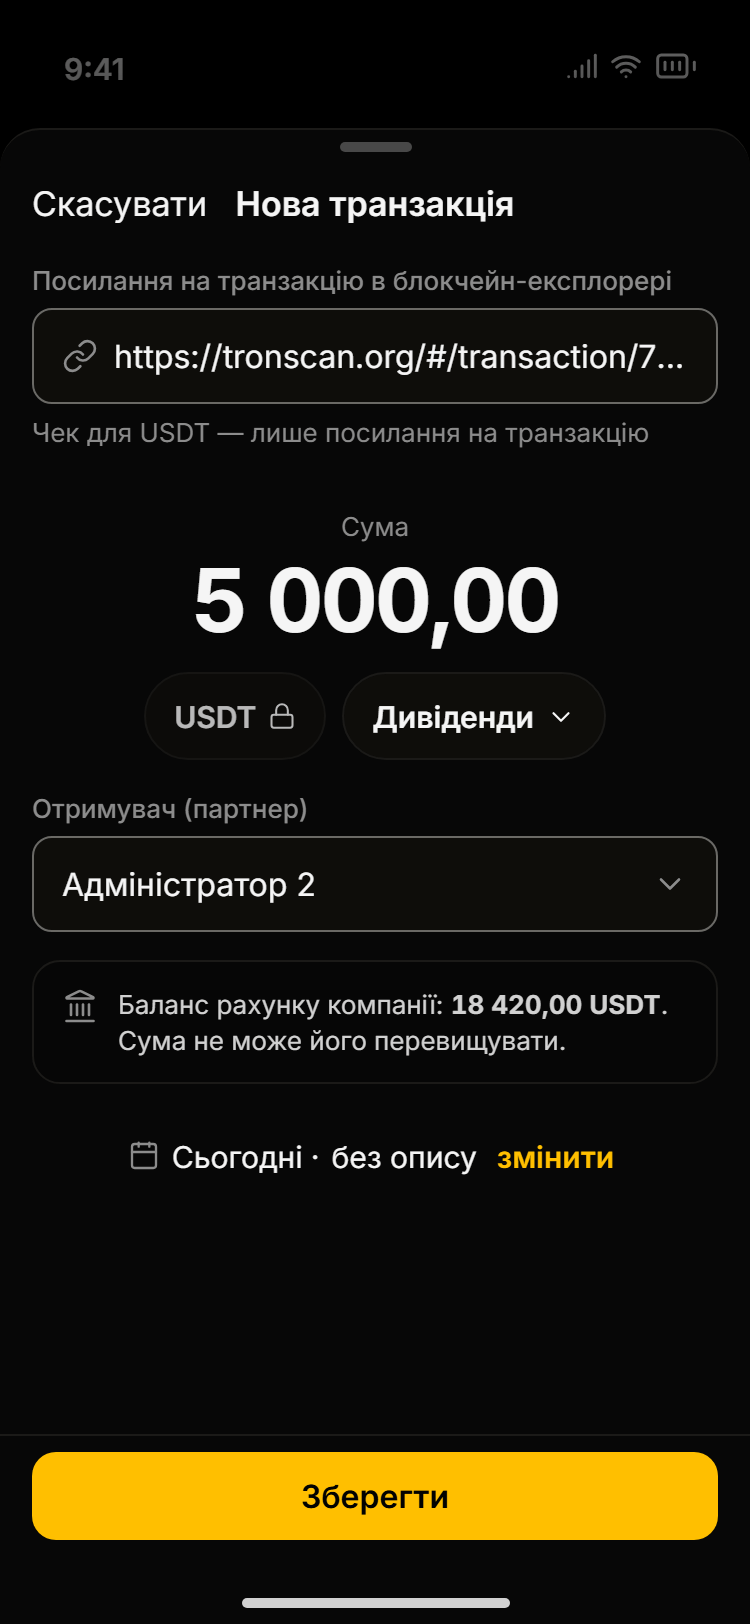 9:41
Скасувати Нова транзакція
Посилання на транзакцію в блокчейн-експлорері
https://tronscan.org/#/transaction/7...
Чек для USDT — лише посилання на транзакцію
Сума
5 000,00
USDT Дивіденди
Отримувач (партнер)
Адміністратор 2
Баланс рахунку компанії: 18 420,00 USDT.
Сума не може його перевищувати.
Сьогодні · без опису змінити
Зберегти